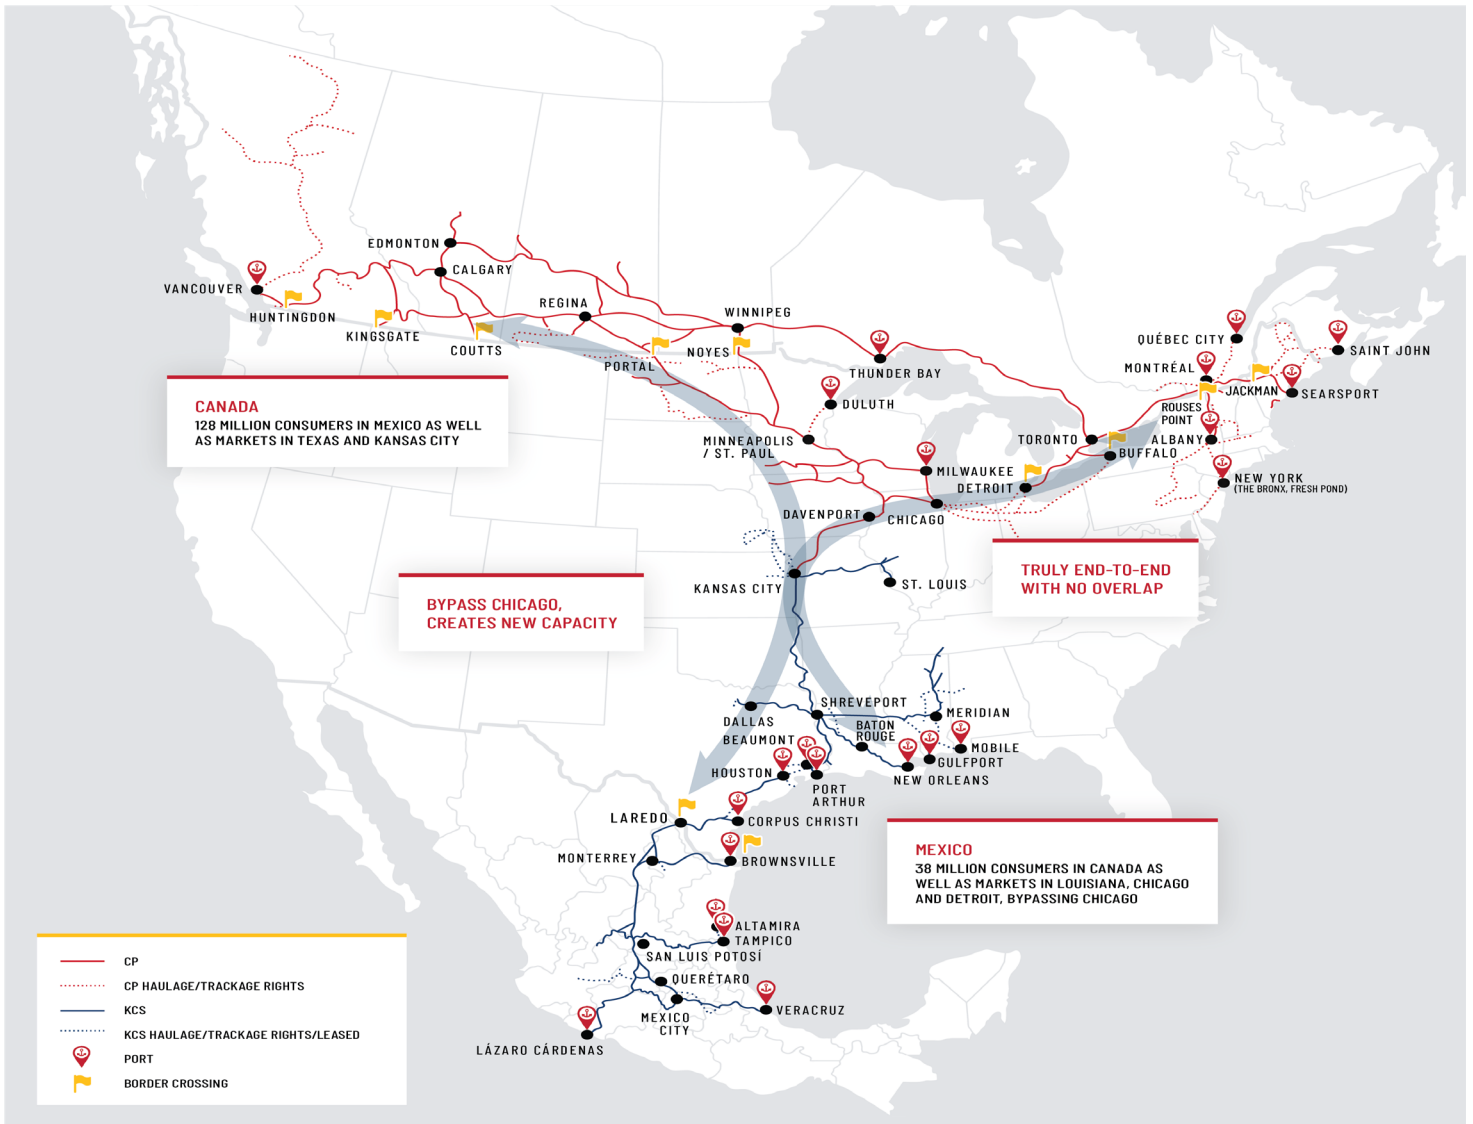 EDMONTON
CALGARY
VANCOUVER
HUNTINGDON
KINGSGATE
COUTTS
REGINA
WINNIPEG
PORTAL
NOYES
THUNDER BAY
DULUTH
MINNEAPOLIS
/ ST. PAUL
MILWAUKEE
DETROIT
DAVENPORT
CHICAGO
TORONTO
BUFFALO
QUÉBEC CITY
MONTRÉAL
JACKMAN
SAINT JOHN
SEARSPORT
ROUSES
POINT
ALBANY
NEW YORK
(THE BRONX, FRESH POND)
CANADA
128 MILLION CONSUMERS IN MEXICO AS WELL
AS MARKETS IN TEXAS AND KANSAS CITY
BYPASS CHICAGO,
CREATES NEW CAPACITY
TRULY END-TO-END
WITH NO OVERLAP
KANSAS CITY
ST. LOUIS
SHREVEPORT
MERIDIAN
DALLAS
BATON
ROUGE
BEAUMONT
MOBILE
GULFPORT
HOUSTON
NEW ORLEANS
PORT
ARTHUR
LAREDO
CORPUS CHRISTI
MONTERREY
BROWNSVILLE
MEXICO
38 MILLION CONSUMERS IN CANADA AS
WELL AS MARKETS IN LOUISIANA, CHICAGO
AND DETROIT, BYPASSING CHICAGO
ALTAMIRA
TAMPICO
SAN LUIS POTOSÍ
QUERÉTARO
MEXICO
CITY
VERACRUZ
LÁZARO CÁRDENAS
CP
CP HAULAGE/TRACKAGE RIGHTS
KCS
KCS HAULAGE/TRACKAGE RIGHTS/LEASED
PORT
BORDER CROSSING